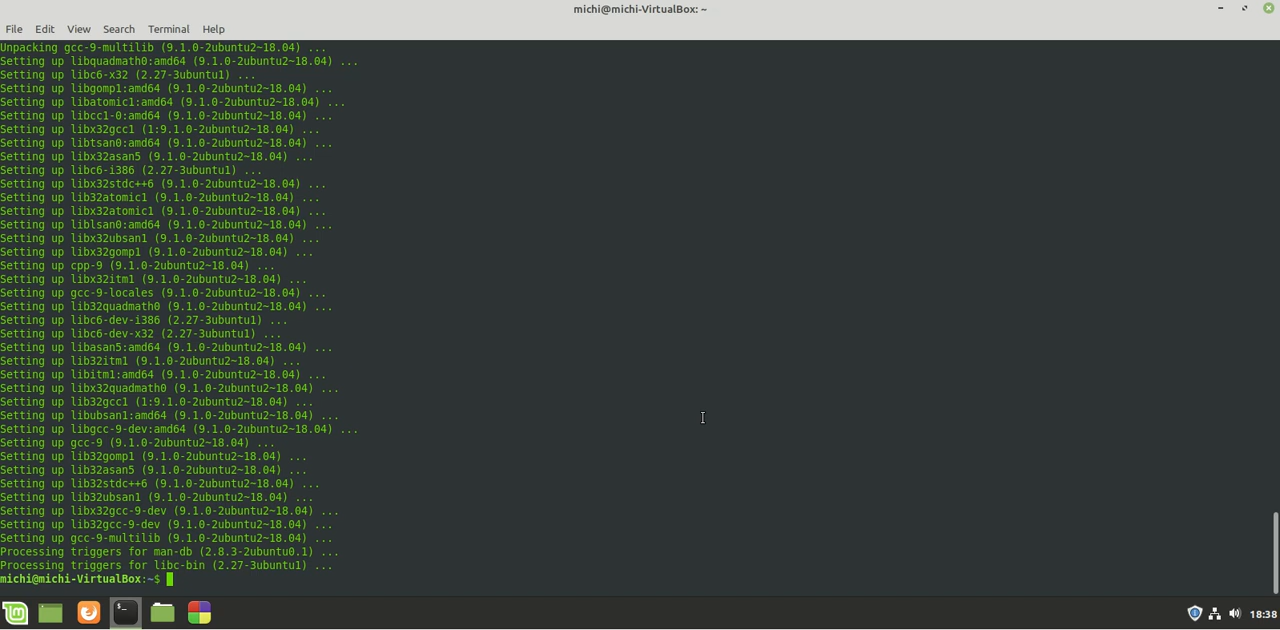 michi@michi-VirtualBox: ~
File Edit View Search Terminal Help
Unpacking gcc-9-multilib (9.1.0-2ubuntu2~18.04) ...
Setting up libquadmath0:amd64 (9.1.0-2ubuntu2~18.04) ...
Setting up libc6-x32 (2.27-3ubuntu1) ...
Setting up libgomp1:amd64 (9.1.0-2ubuntu2~18.04) ...
Setting up libatomic1:amd64 (9.1.0-2ubuntu2~18.04) ...
Setting up libcc1-0:amd64 (9.1.0-2ubuntu2~18.04) ...
Setting up libx32gcc1 (1:9.1.0-2ubuntu2~18.04) ...
Setting up libtsan0:amd64 (9.1.0-2ubuntu2~18.04) ...
Setting up libx32asan5 (9.1.0-2ubuntu2~18.04) ...
Setting up libc6-i386 (2.27-3ubuntu1) ...
Setting up libx32stdc++6 (9.1.0-2ubuntu2~18.04) ...
Setting up lib32atomic1 (9.1.0-2ubuntu2~18.04) ...
Setting up libx32atomic1 (9.1.0-2ubuntu2~18.04) ...
Setting up liblsan0:amd64 (9.1.0-2ubuntu2~18.04) ...
Setting up libx32ubsan1 (9.1.0-2ubuntu2~18.04) ...
Setting up libx32gomp1 (9.1.0-2ubuntu2~18.04) ...
Setting up cpp-9 (9.1.0-2ubuntu2~18.04) ...
Setting up libx32itm1 (9.1.0-2ubuntu2~18.04) ...
Setting up gcc-9-locales (9.1.0-2ubuntu2~18.04) ...
Setting up lib32quadmath0 (9.1.0-2ubuntu2~18.04) ...
Setting up libc6-dev-i386 (2.27-3ubuntu1) ...
Setting up libc6-dev-x32 (2.27-3ubuntu1) ...
Setting up libasan5:amd64 (9.1.0-2ubuntu2~18.04) ...
Setting up lib32itm1 (9.1.0-2ubuntu2~18.04) ...
Setting up libitm1:amd64 (9.1.0-2ubuntu2~18.04) ...
Setting up libx32quadmath0 (9.1.0-2ubuntu2~18.04) ...
Setting up lib32gcc1 (1:9.1.0-2ubuntu2~18.04) ...
Setting up libubsan1:amd64 (9.1.0-2ubuntu2~18.04) ...
Setting up libgcc-9-dev:amd64 (9.1.0-2ubuntu2~18.04) ...
Setting up gcc-9 (9.1.0-2ubuntu2~18.04) ...
Setting up lib32gomp1 (9.1.0-2ubuntu2~18.04) ...
Setting up lib32asan5 (9.1.0-2ubuntu2~18.04) ...
Setting up lib32stdc++6 (9.1.0-2ubuntu2~18.04) ...
Setting up lib32ubsan1 (9.1.0-2ubuntu2~18.04) ...
Setting up libx32gcc-9-dev (9.1.0-2ubuntu2~18.04) ...
Setting up lib32gcc-9-dev (9.1.0-2ubuntu2~18.04) ...
Setting up gcc-9-multilib (9.1.0-2ubuntu2~18.04) ...
Processing triggers for man-db (2.8.3-2ubuntu0.1) ...
Processing triggers for libc-bin (2.27-3ubuntu1) ...
michi@michi-VirtualBox:~$
18:38